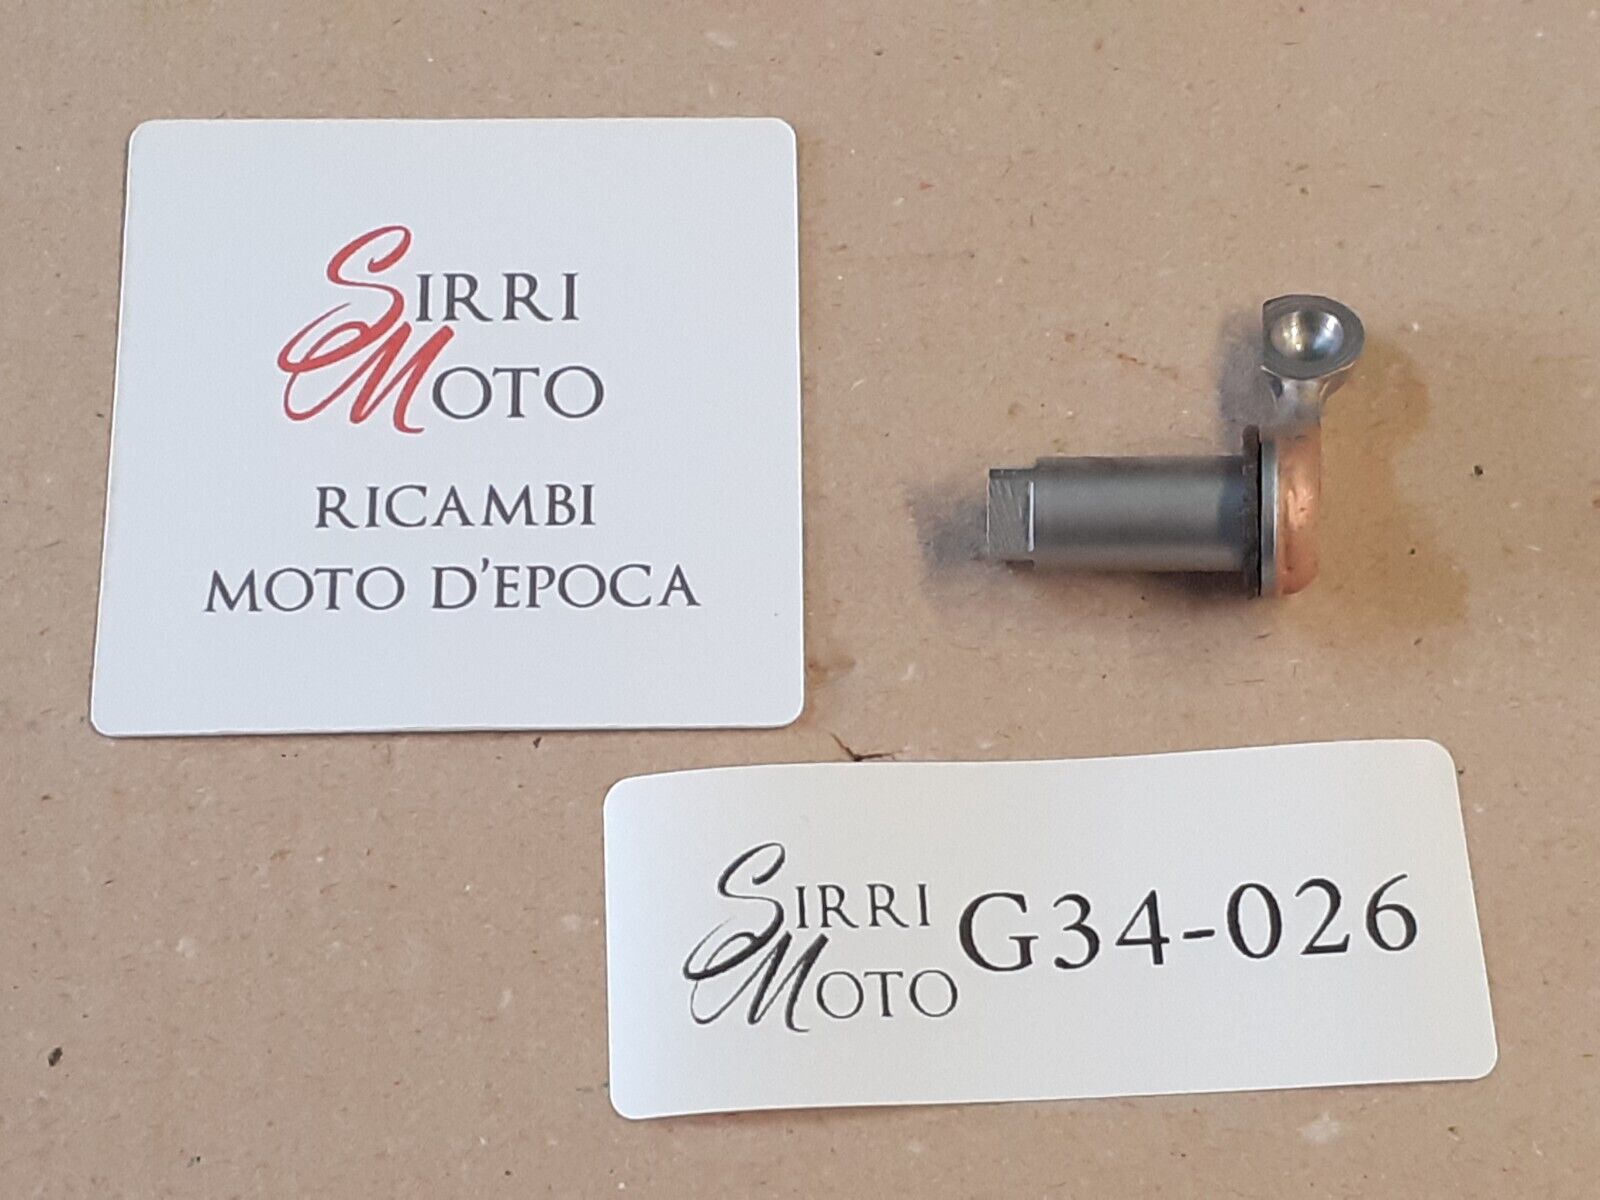 SIRRI
MOTO
RICAMBI
MOTO D'EPOCA
SIRRI
MOTO
G34-026